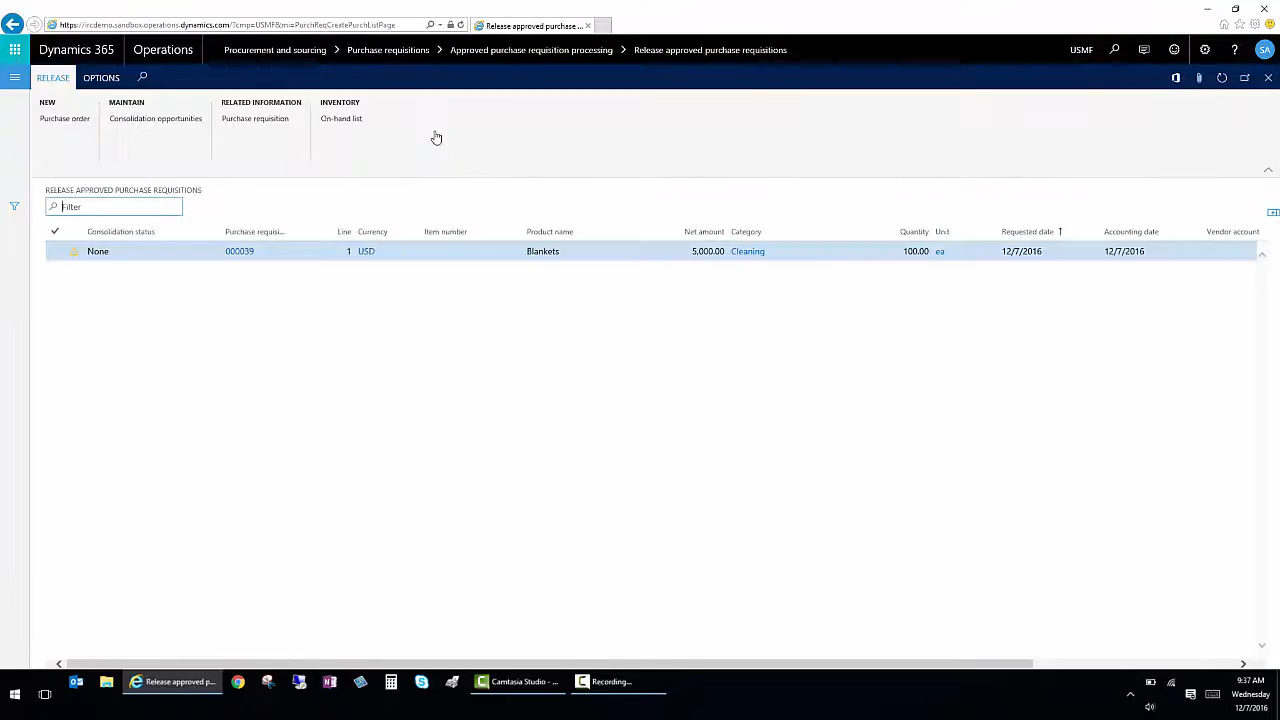 https://ircdemo.sandbox.operations.dynamics.com/?cmp=USMF&mi=PurchReqCreatePurchListPage
Release approved purchase ...
Dynamics 365 Operations Procurement and sourcing > Purchase requisitions > Approved purchase requisition processing > Release approved purchase requisitions USMF ? SA
RELEASE OPTIONS
NEW MAINTAIN RELATED INFORMATION INVENTORY
Purchase order Consolidation opportunities Purchase requisition On-hand list
RELEASE APPROVED PURCHASE REQUISITIONS
Filter
Consolidation status Purchase requisi... Line Currency Item number Product name Net amount Category Quantity Unit Requested date Accounting date Vendor account
None 000039 1 USD Blankets 5,000.00 Cleaning 100.00 ea 12/7/2016 12/7/2016
Release approved p... Camtasia Studio - ... Recording...
9:37 AM
Wednesday
12/7/2016